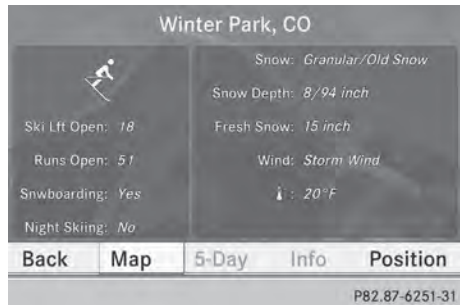 Winter Park, CO
Ski Lft Open: 18
Runs Open: 51
Snwboarding: Yes
Night Skiing: No
Snow: Granular/Old Snow
Snow Depth: 8/94 inch
Fresh Snow: 15 inch
Wind: Storm Wind
: 20°F
Back Map 5-Day Info Position
P82.87-6251-31